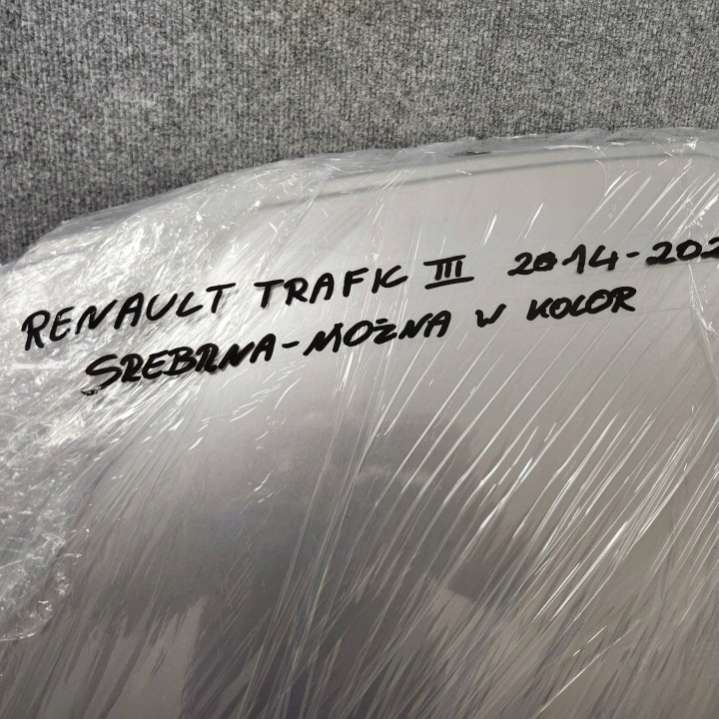 RENAULT TRAFIC III 2014-202
SREBRNA-MOŻNA W KOLOR